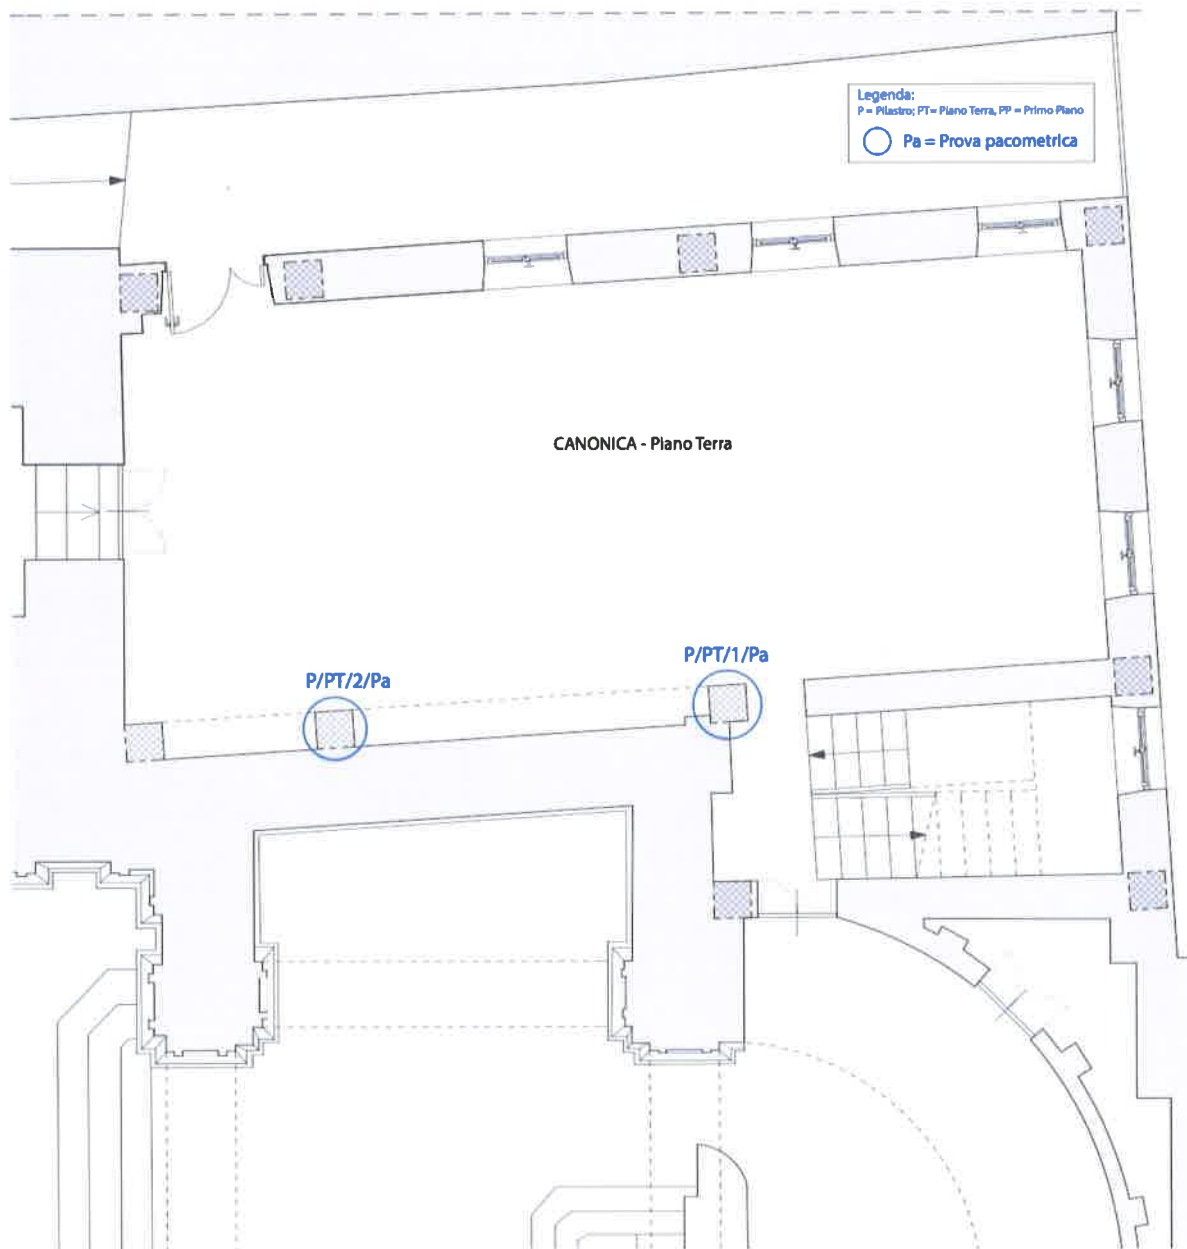 Legenda:
P = Pilastro; PT= Piano Terra, PP = Primo Piano
Pa = Prova pacometrica
CANONICA - Piano Terra
P/PT/1/Pa
P/PT/2/Pa